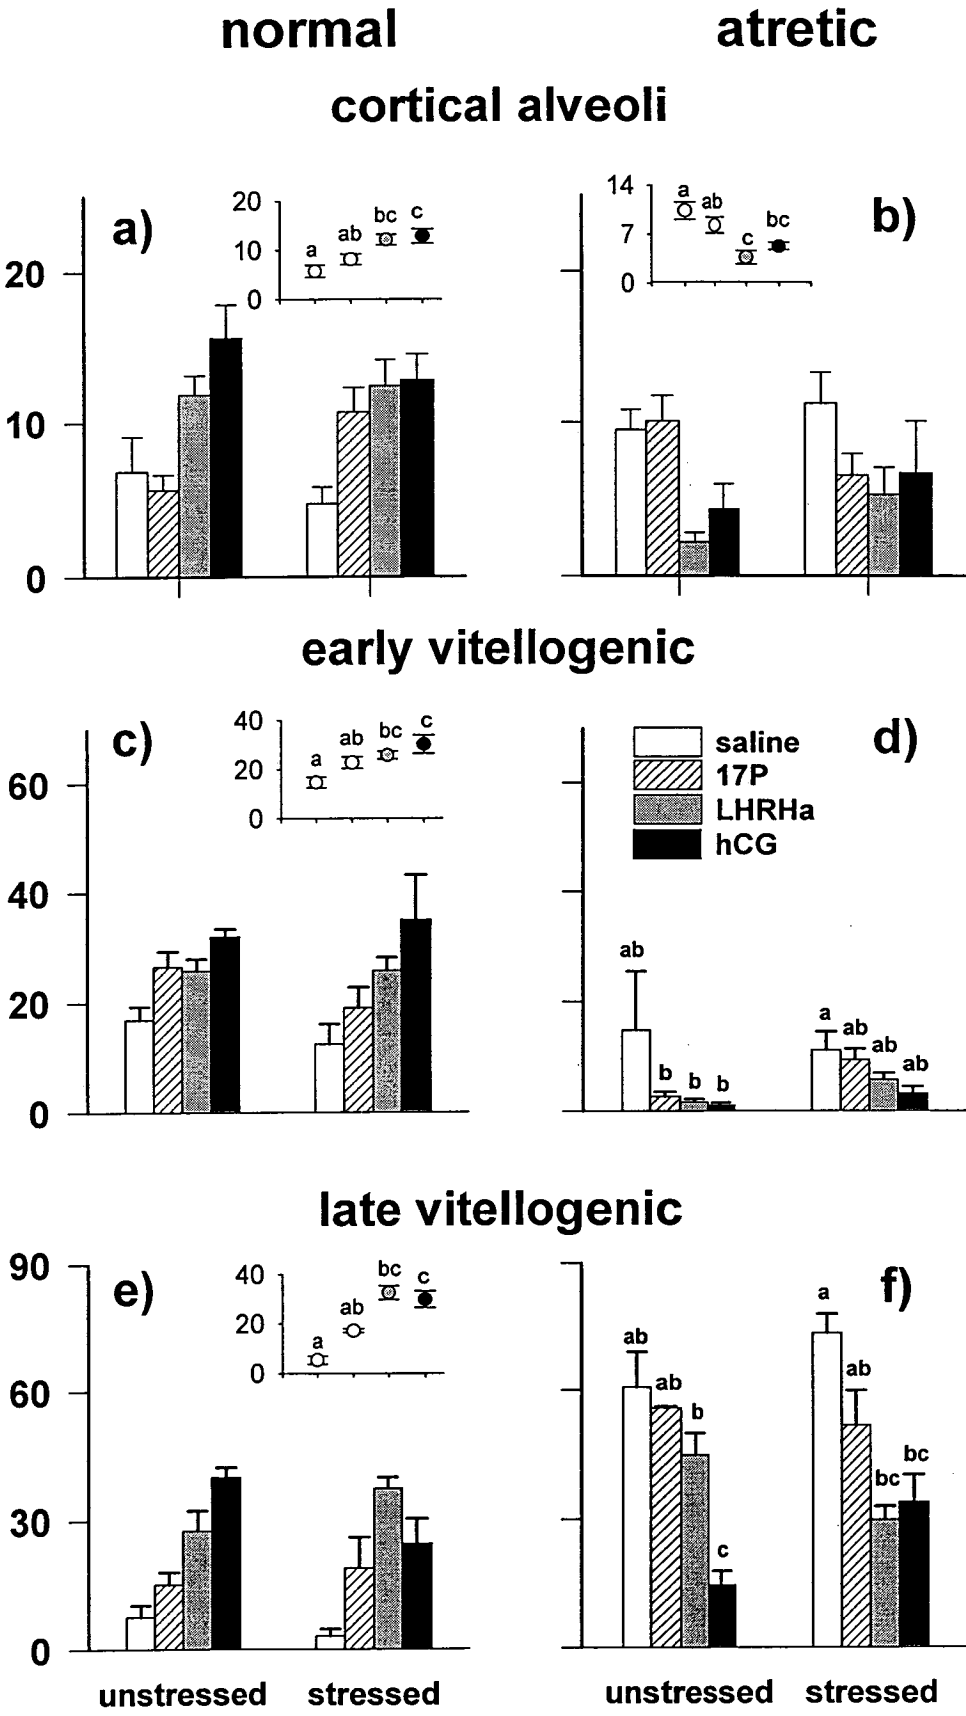 normal atretic
cortical alveoli
a)
20
10
0
20
10
0
a ab bc c
b)
14
7
0
a ab c bc
early vitellogenic
c)
60
40
20
0
40
20
0
a ab bc c
d)
saline
17P
LHRHa
hCG
ab b b b
a ab ab ab
late vitellogenic
e)
90
60
30
0
40
20
0
a ab bc c
f)
ab ab b c
a ab bc bc
unstressed stressed unstressed stressed